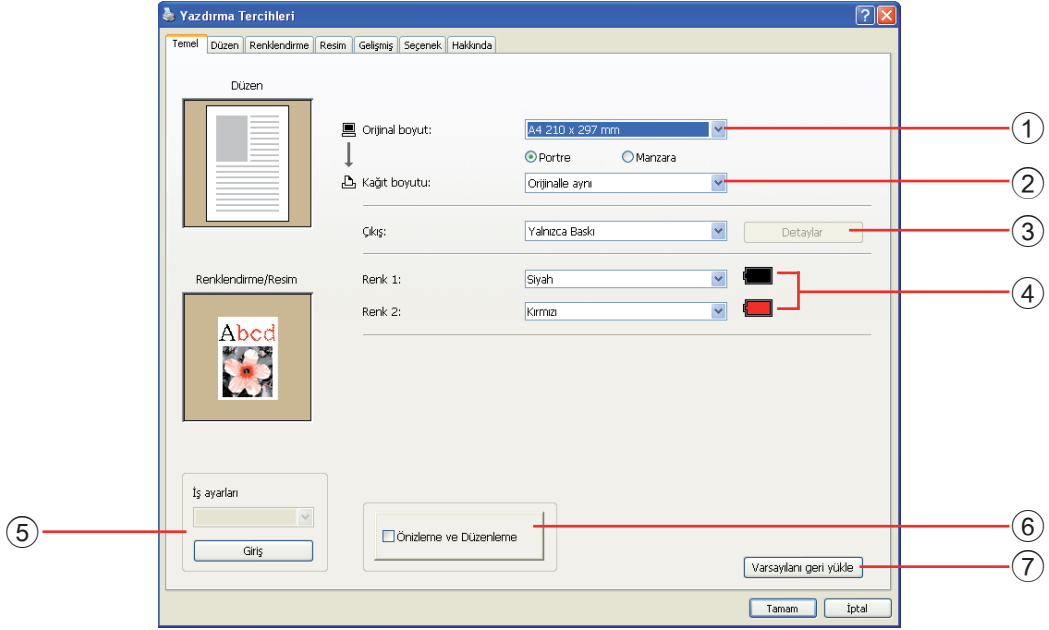 Yazdırma Tercihleri
Temel Düzen Renklendirme Resim Gelişmiş Seçenek Hakkında
Düzen
Orijinal boyut: A4 210 x 297 mm
1
Portre Manzara
Kağıt boyutu: Orijinalle aynı
2
Çıkış: Yalnızca Baskı Detaylar
3
Renklendirme/Resim
Renk 1: Siyah
4
Renk 2: Kırmızı
Abcd
İş ayarları
5
Giriş
Önizleme ve Düzenleme
6
Varsayılanı geri yükle
7
Tamam İptal